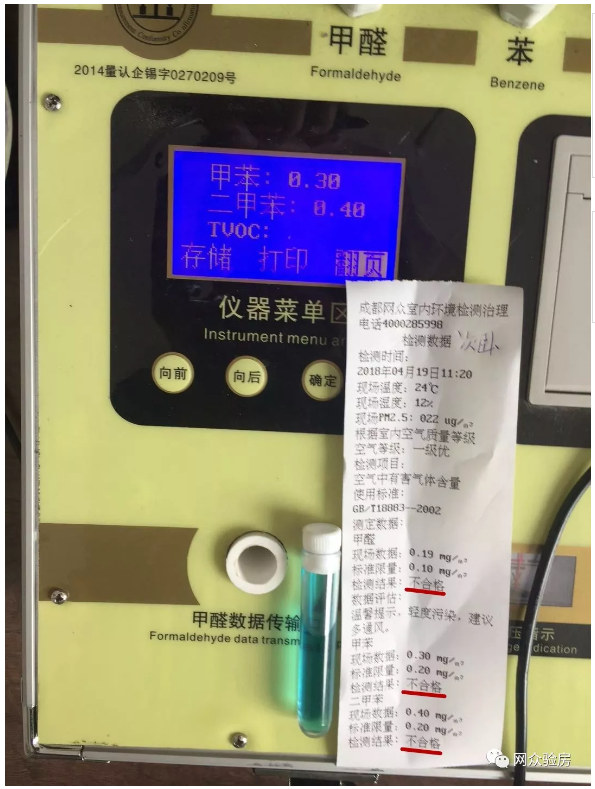 2014量认企锡字0270209号
甲醛
Formaldehyde
苯
Benzene
甲苯: 0.30
二甲苯: 0.40
TVOC:
存储 打印 翻页
仪器菜单区
Instrument menu ar
向前
向后
确定
成都网众室内环境检测治理
电话4000285998
检测数据 次卧
检测时间:
2018年04月19日11:20
现场温度: 24℃
现场湿度: 12%
现场PM2.5: 022 ug/m³
根据室内空气质量等级
空气等级: 一级优
检测项目:
空气中有害气体含量
使用标准:
GB/T18883--2002
测定数据:
甲醛
现场数据: 0.19 mg/m³
标准限量: 0.10 mg/m³
检测结果: 不合格
数据评估:
温馨提示, 轻度污染, 建议
多通风。
甲苯
现场数据: 0.30 mg/m³
标准限量: 0.20 mg/m³
检测结果: 不合格
二甲苯
现场数据: 0.40 mg/m³
标准限量: 0.20 mg/m³
检测结果: 不合格
甲醛数据传输
Formaldehyde data transm
压指示
ge indication
网众验房